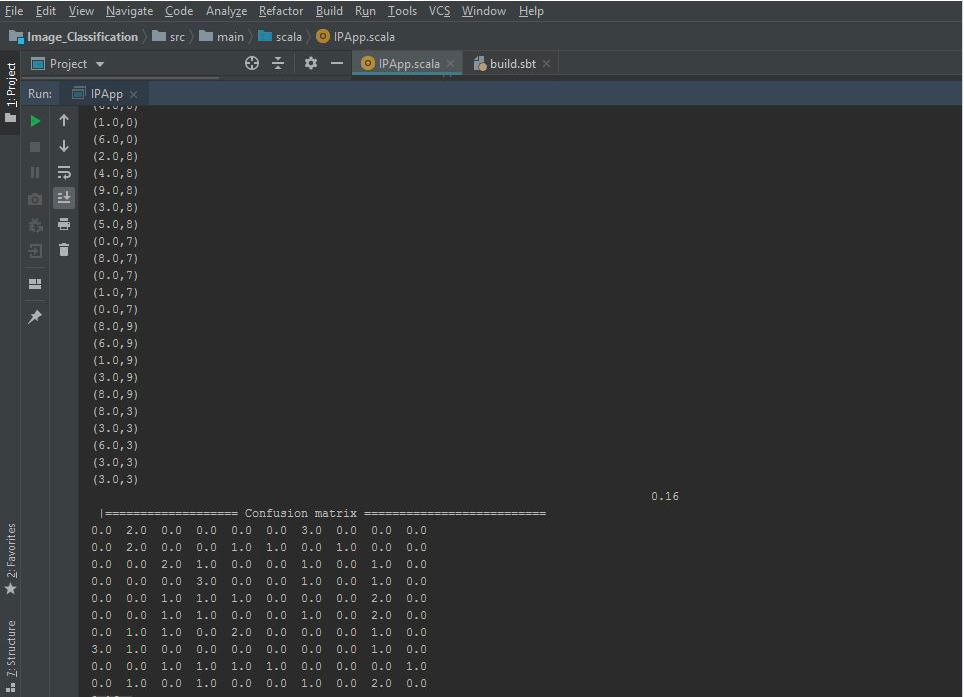 File Edit View Navigate Code Analyze Refactor Build Run Tools VCS Window Help
Image_Classification src main scala IPApp.scala
1: Project
Project IPApp.scala build.sbt
Run: IPApp
(1.0,0)
(6.0,0)
(2.0,8)
(4.0,8)
(9.0,8)
(3.0,8)
(5.0,8)
(0.0,7)
(8.0,7)
(0.0,7)
(1.0,7)
(0.0,7)
(8.0,9)
(6.0,9)
(1.0,9)
(3.0,9)
(8.0,9)
(8.0,3)
(3.0,3)
(6.0,3)
(3.0,3)
(3.0,3)
0.16
|=================== Confusion matrix ==========================
0.0 2.0 0.0 0.0 0.0 0.0 3.0 0.0 0.0 0.0
0.0 2.0 0.0 0.0 1.0 1.0 0.0 1.0 0.0 0.0
0.0 0.0 2.0 1.0 0.0 0.0 1.0 0.0 1.0 0.0
0.0 0.0 0.0 3.0 0.0 0.0 1.0 0.0 1.0 0.0
0.0 0.0 1.0 1.0 1.0 0.0 0.0 0.0 2.0 0.0
0.0 0.0 1.0 1.0 0.0 0.0 1.0 0.0 2.0 0.0
0.0 1.0 1.0 0.0 2.0 0.0 0.0 0.0 1.0 0.0
3.0 1.0 0.0 0.0 0.0 0.0 0.0 0.0 1.0 0.0
0.0 0.0 1.0 1.0 1.0 1.0 0.0 0.0 0.0 1.0
0.0 1.0 0.0 1.0 0.0 0.0 1.0 0.0 2.0 0.0
2: Favorites
7: Structure